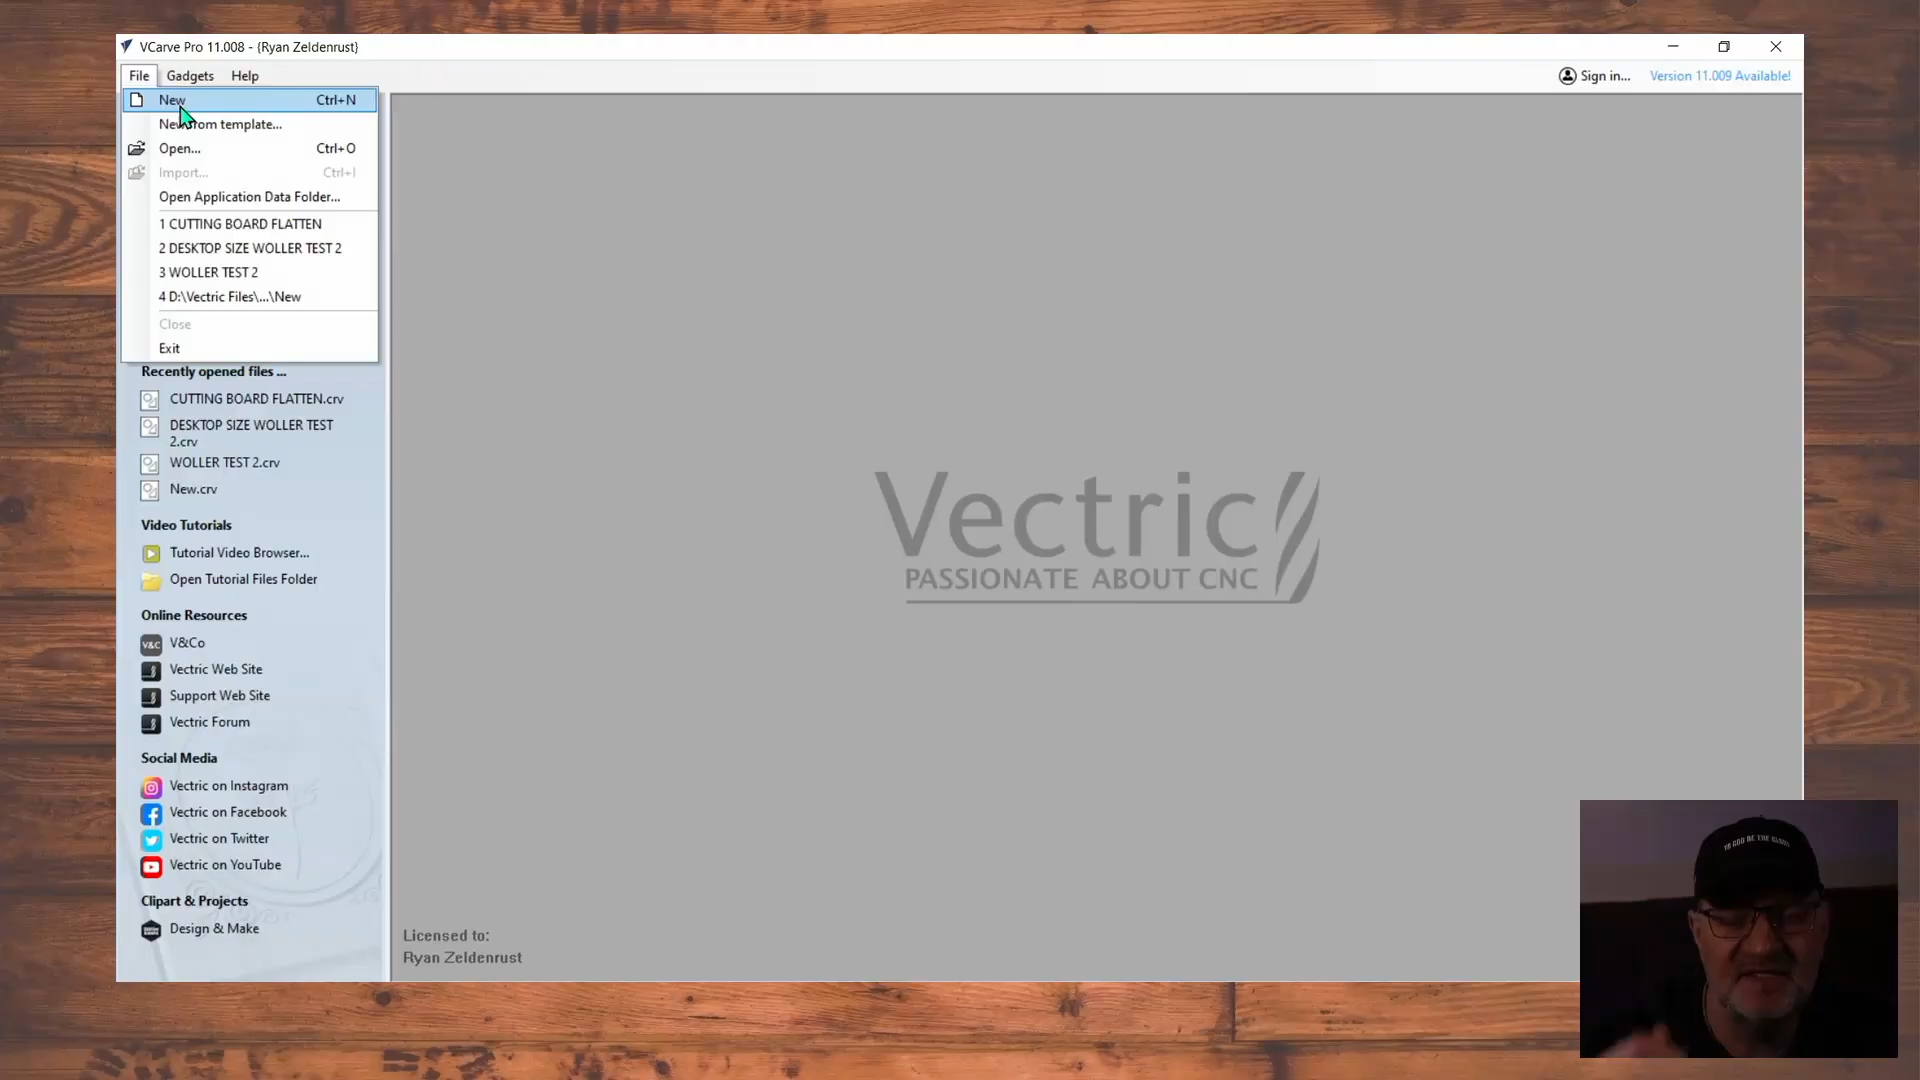 VCarve Pro 11.008 - {Ryan Zeldenrust}
File Gadgets Help
Sign in... Version 11.009 Available!
New Ctrl+N
New from template...
Open... Ctrl+O
Import... Ctrl+I
Open Application Data Folder...
1 CUTTING BOARD FLATTEN
2 DESKTOP SIZE WOLLER TEST 2
3 WOLLER TEST 2
4 D:\Vectric Files\...\New
Close
Exit
Recently opened files ...
CUTTING BOARD FLATTEN.crv
DESKTOP SIZE WOLLER TEST
2.crv
WOLLER TEST 2.crv
New.crv
Video Tutorials
Tutorial Video Browser...
Open Tutorial Files Folder
Online Resources
V&C V&Co
Vectric Web Site
Support Web Site
Vectric Forum
Social Media
Vectric on Instagram
Vectric on Facebook
Vectric on Twitter
Vectric on YouTube
Clipart & Projects
Design & Make
Vectric
PASSIONATE ABOUT CNC
Licensed to:
Ryan Zeldenrust
TO GOD BE THE GLORY